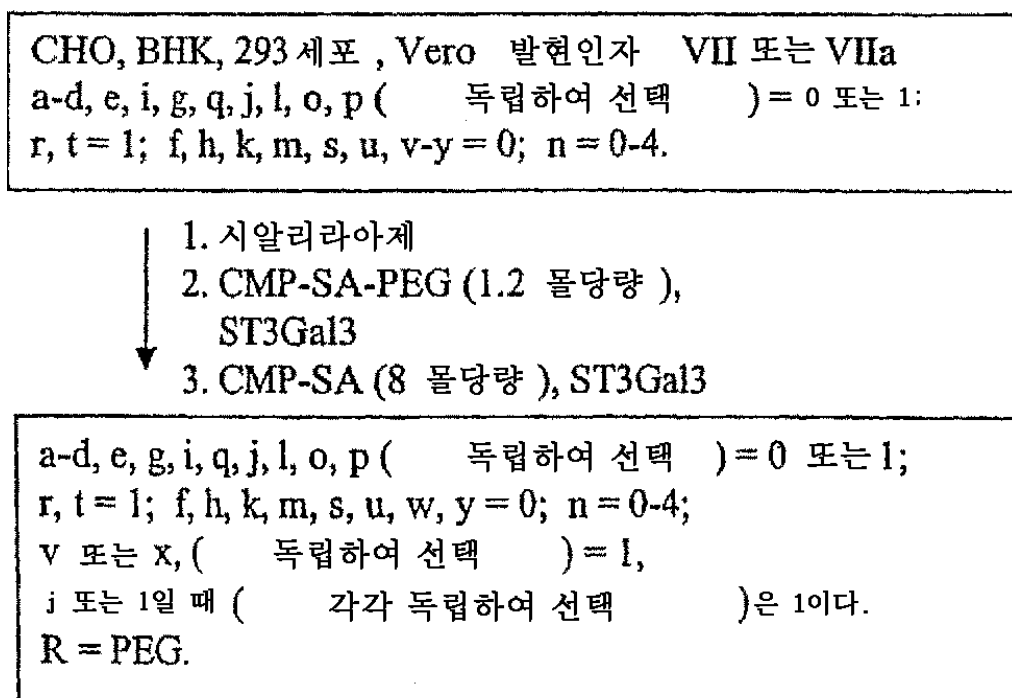 CHO, BHK, 293 세포 , Vero 발현인자 VII 또는 VIIa
a-d, e, i, g, q, j, l, o, p ( 독립하여 선택 ) = 0 또는 1:
r, t = 1; f, h, k, m, s, u, v-y = 0; n = 0-4.
1. 시알리라아제
2. CMP-SA-PEG (1.2 몰당량 ),
ST3Gal3
3. CMP-SA (8 몰당량 ), ST3Gal3
a-d, e, g, i, q, j, l, o, p ( 독립하여 선택 ) = 0 또는 1;
r, t = 1; f, h, k, m, s, u, w, y = 0; n = 0-4;
v 또는 x, ( 독립하여 선택 ) = 1,
j 또는 1일 때 ( 각각 독립하여 선택 )은 1이다.
R = PEG.